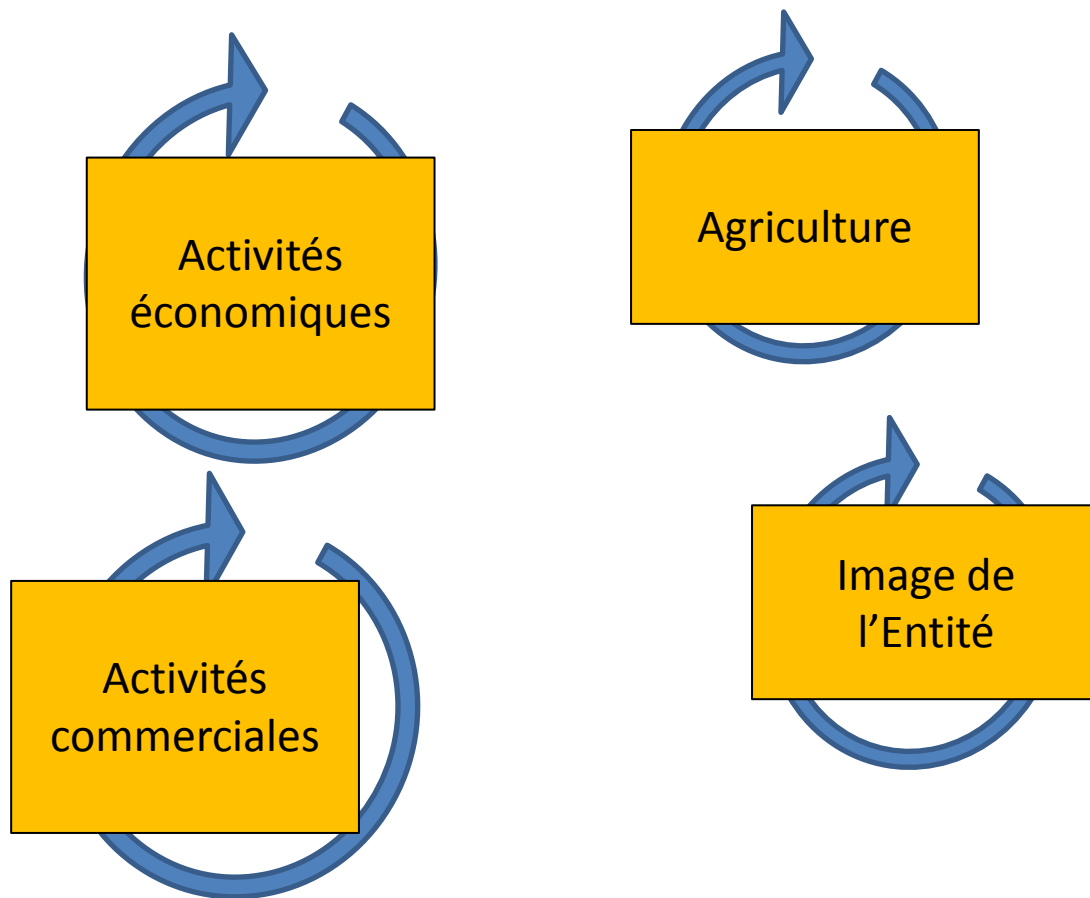 Activités
économiques
Agriculture
Activités
commerciales
Image de
l’Entité